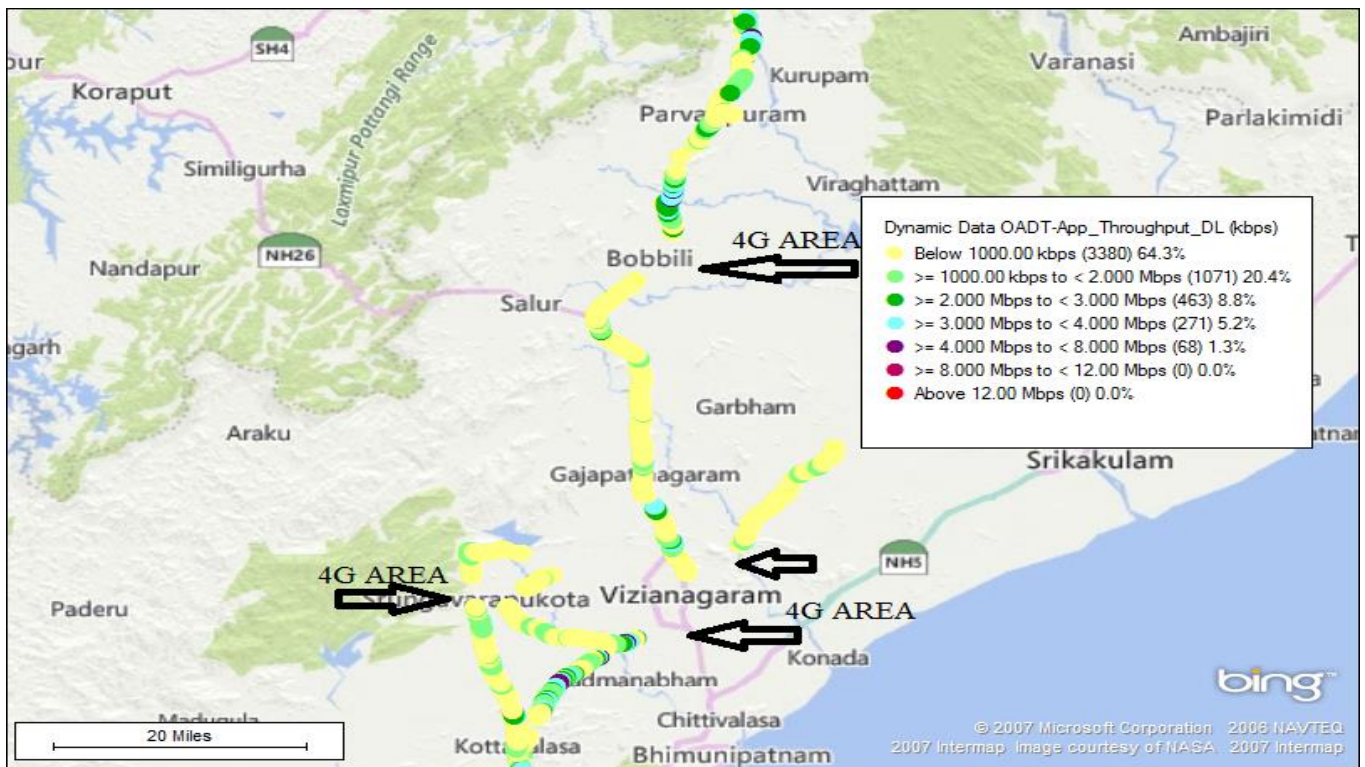 SH4
Ambajiri
pur
Varanasi
Kurupam
Koraput
Laxmipur Pottangi Range
Parlakimidi
Similigurha
Viraghattam
4G AREA
NH26
Bobbili
Nandapur
Salur
Dynamic Data OADT-App_Throughput_DL (kbps)
Below 1000.00 kbps (3380) 64.3%
>= 1000.00 kbps to < 2.000 Mbps (1071) 20.4%
>= 2.000 Mbps to < 3.000 Mbps (463) 8.8%
>= 3.000 Mbps to < 4.000 Mbps (271) 5.2%
>= 4.000 Mbps to < 8.000 Mbps (68) 1.3%
>= 8.000 Mbps to < 12.00 Mbps (0) 0.0%
Above 12.00 Mbps (0) 0.0%
Garbham
Araku
Srikakulam
NH5
4G AREA
Paderu
Vizianagaram
4G AREA
Konada
Chittivalasa
Bhimunipatnam
bing
20 Miles
© 2007 Microsoft Corporation 2006 NAVTEQ
2007 Intermap Image courtesy of NASA 2007 Intermap